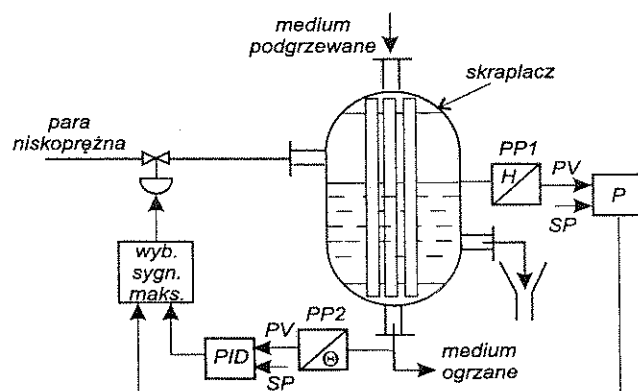 medium
podgrzewane
skraplacz
para
niskoprężna
PP1
H
PV
P
SP
wyb.
sygn.
maks.
PP2
PV
PID
Θ
SP
medium
ogrzane